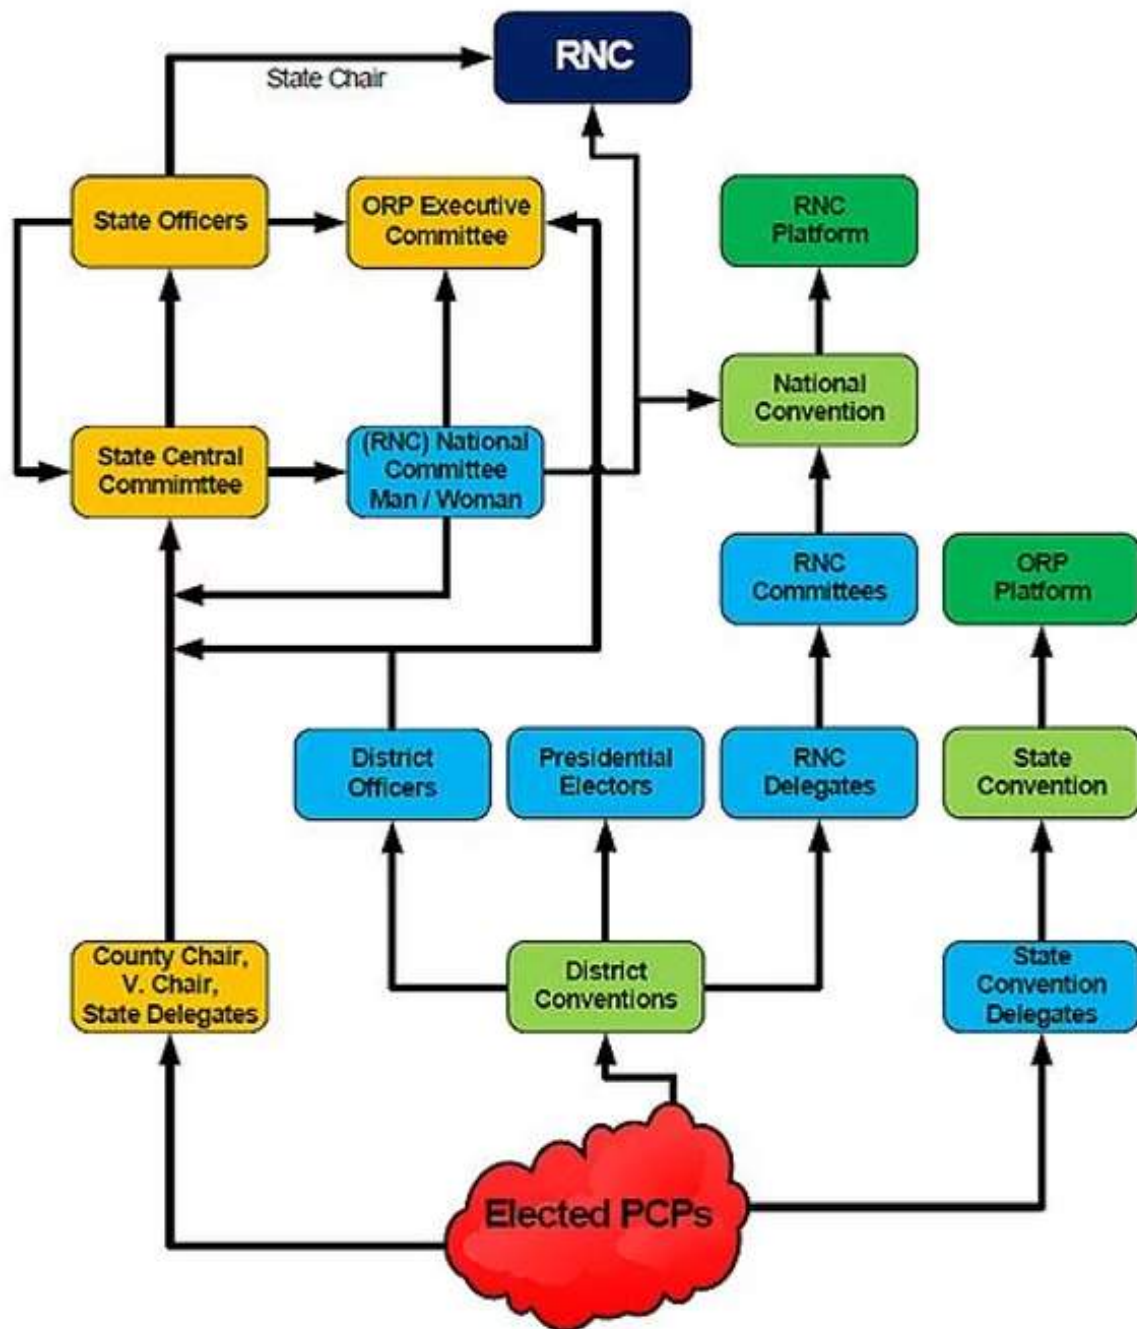 RNC
State Chair
State Officers
ORP Executive
Committee
RNC
Platform
National
Convention
State Central
Commimttee
(RNC) National
Committee
Man / Woman
RNC
Committees
ORP
Platform
District
Officers
Presidential
Electors
RNC
Delegates
State
Convention
County Chair,
V. Chair,
State Delegates
District
Conventions
State
Convention
Delegates
Elected PCPs